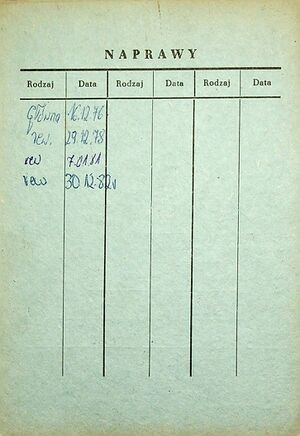 NAPRAWY
Rodzaj Data Rodzaj Data Rodzaj Data
Główna 16.12.76
rew. 29.12.78
rew 7.01.81
rew 30.12.82r